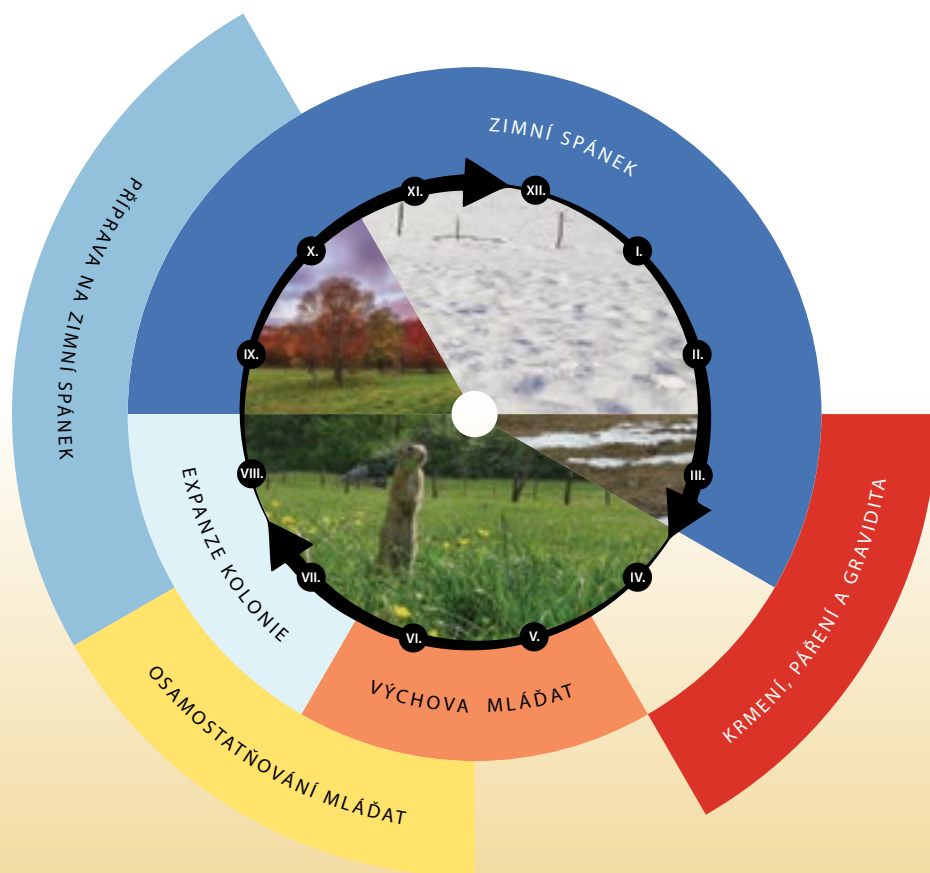 ZIMNÍ SPÁNEK
PŘÍPRAVA NA ZIMNÍ SPÁNEK
XI.
XII.
X.
I.
IX.
II.
VIII.
III.
VII.
IV.
VI.
V.
EXPANZE KOLONIE
KRMENÍ, PÁŘENÍ A GRAVIDITA
VÝCHOVA MLÁĎAT
OSAMOSTATŇOVÁNÍ MLÁĎAT